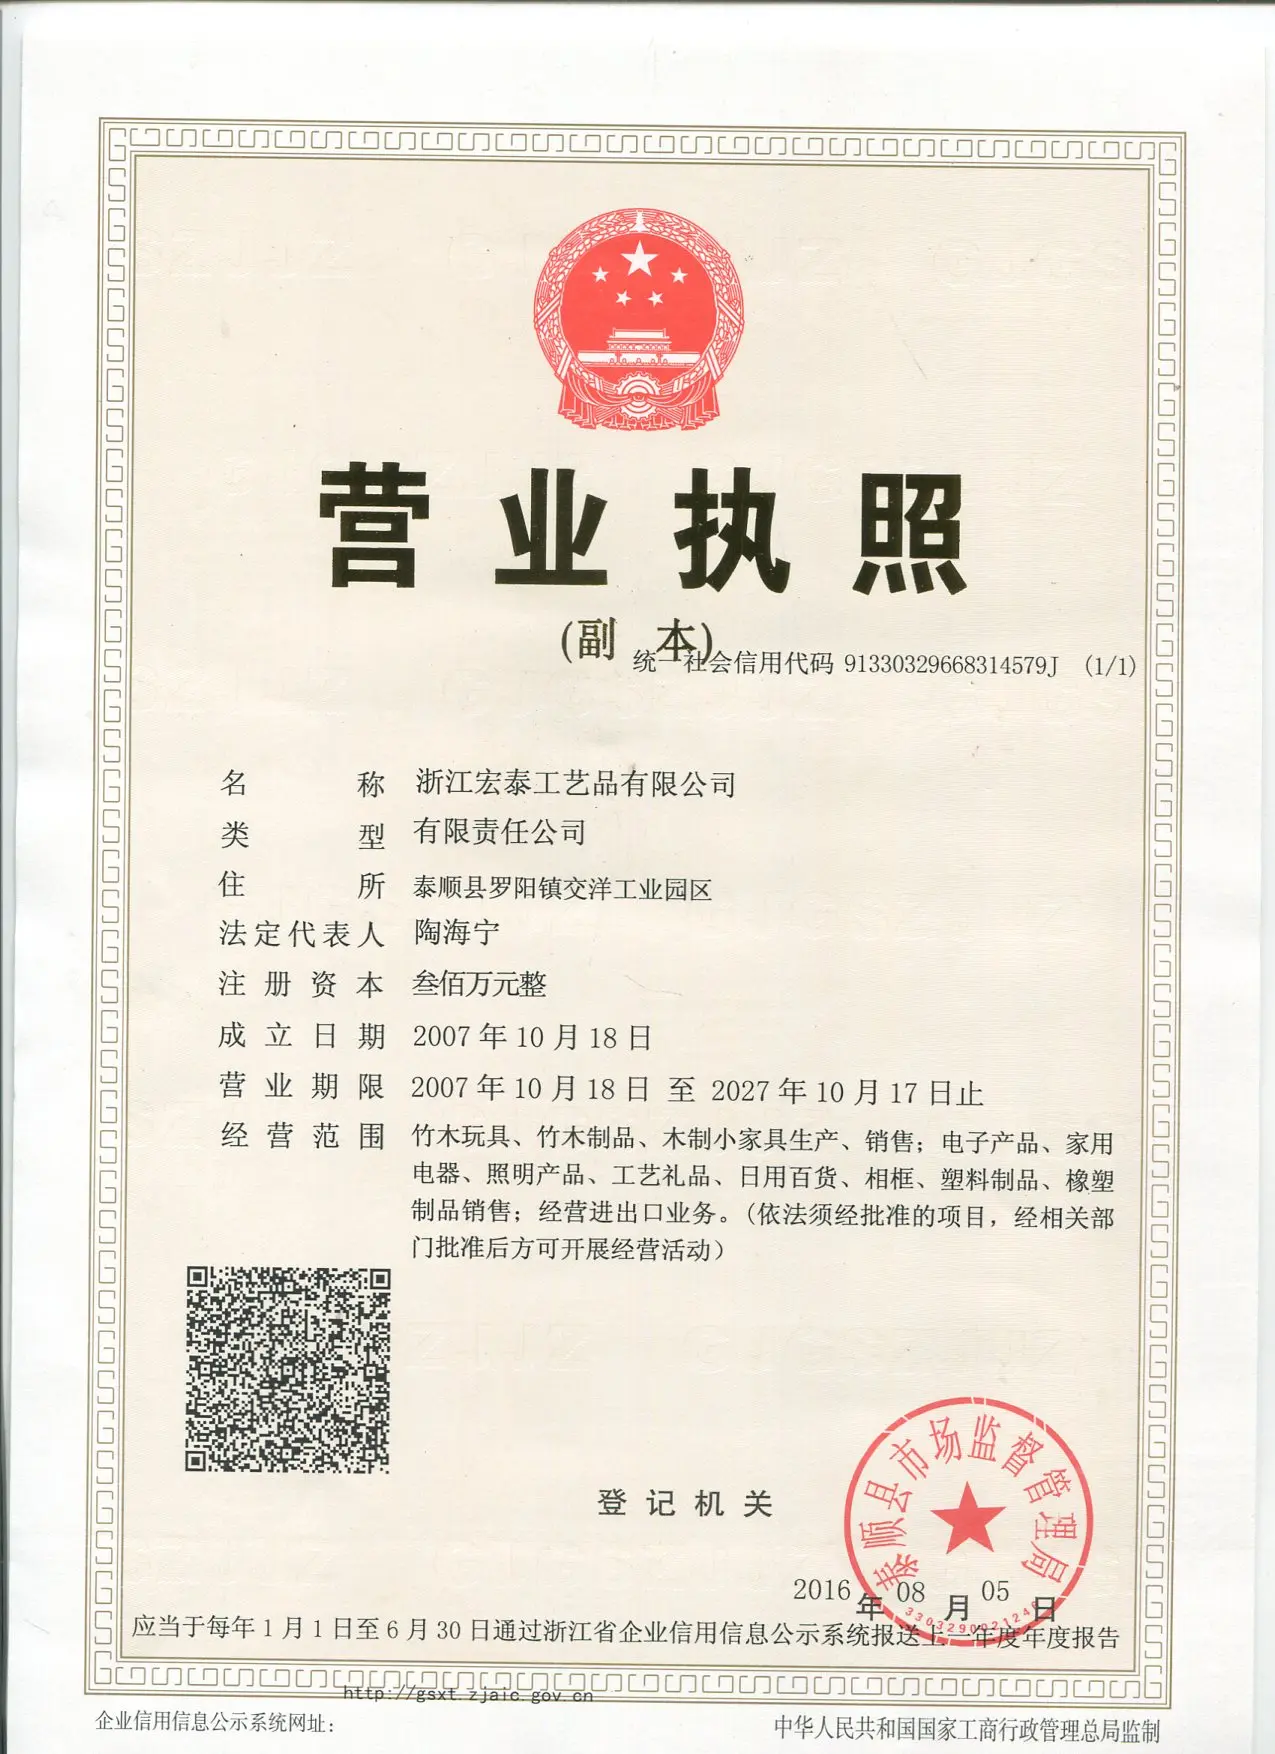 营业执照
(副 本)
统一社会信用代码 91330329668314579J (1/1)
名称 浙江宏泰工艺品有限公司
类型 有限责任公司
住所 泰顺县罗阳镇交洋工业园区
法定代表人 陶海宁
注册资本 叁佰万元整
成立日期 2007年10月18日
营业期限 2007年10月18日 至 2027年10月17日止
经营范围 竹木玩具、竹木制品、木制小家具生产、销售；电子产品、家用
电器、照明产品、工艺礼品、日用百货、相框、塑料制品、橡塑
制品销售；经营进出口业务。(依法须经批准的项目，经相关部
门批准后方可开展经营活动)
登记机关
泰顺县市场监督管理局
2016年08月05日
应当于每年1月1日至6月30日通过浙江省企业信用信息公示系统报送上一年度年度报告
http://gsxt.zjaic.gov.cn
企业信用信息公示系统网址：
中华人民共和国国家工商行政管理总局监制